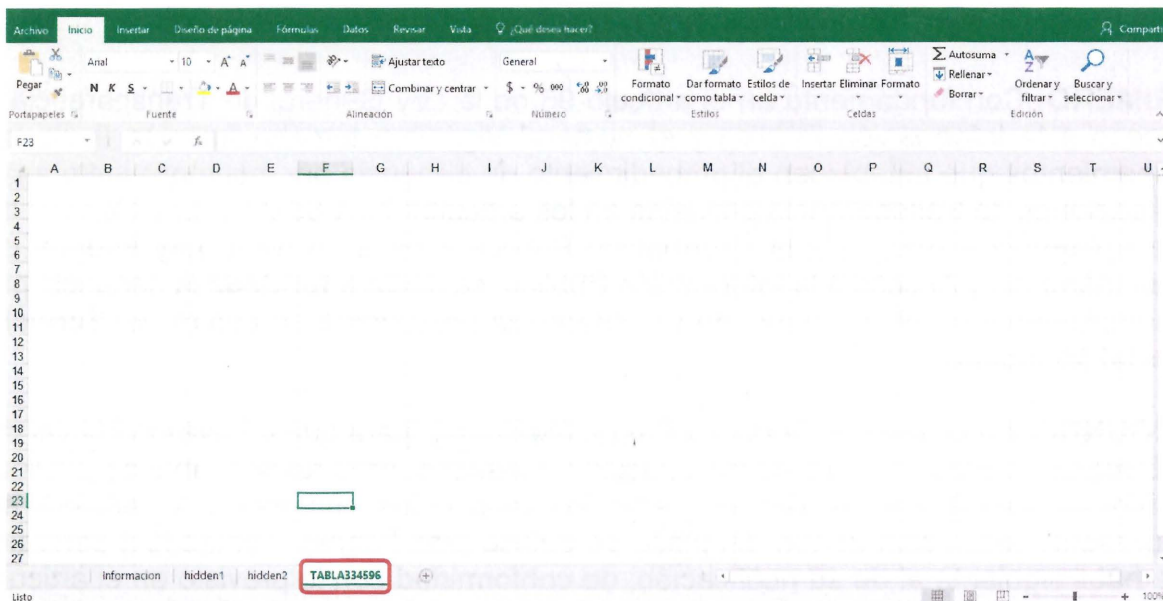 Archivo Inicio Insertar Diseño de página Fórmulas Datos Revisar Vista ¿Qué desea hacer? Comparti
Pegar
Arial 10 A A
N K S A
Ajustar texto
Combinar y centrar
General
$ % 000
Formato condicional
Dar formato como tabla
Estilos de celda
Insertar Eliminar Formato
Autosuma
Rellenar
Borrar
Ordenar y filtrar
Buscar y seleccionar
Portapapeles Fuente Alineación Número Estilos Celdas Edición
F23 fx
A B C D E F G H I J K L M N O P Q R S T U
1
2
3
4
5
6
7
8
9
10
11
12
13
14
15
16
17
18
19
20
21
22
23
24
25
26
27
Informacion hidden1 hidden2 TABLA334596
Listo 100%